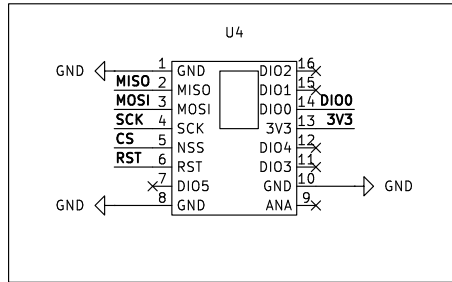 U4
GND 1 GND DIO2 16
MISO 2 MISO DIO1 15
MOSI 3 MOSI DIO0 14 DIO0
SCK 4 SCK 3V3 13 3V3
CS 5 NSS DIO4 12
RST 6 RST DIO3 11
7 DIO5 GND 10 GND
GND 8 GND ANA 9